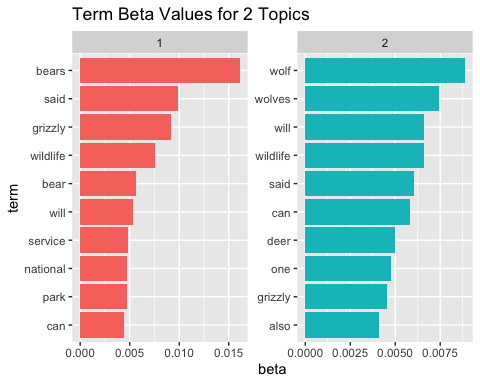 Term Beta Values for 2 Topics
1
2
term
bears
said
grizzly
wildlife
bear
will
service
national
park
can
wolf
wolves
will
wildlife
said
can
deer
one
grizzly
also
0.000 0.005 0.010 0.015
0.0000 0.0025 0.0050 0.0075
beta